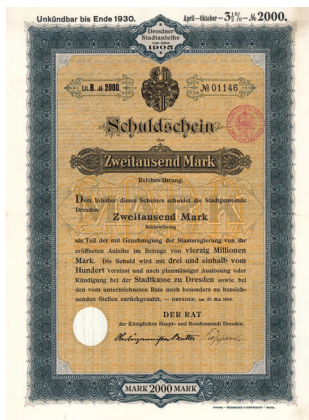 Unkündbar bis Ende 1930.
April–Oktober – 3½% – ℳ 2000.
Dresdner
Stadtanleihe
vom Jahre
1905
Lit. B. ℳ 2000.
№ 01146
Schuldschein
über
Zweitausend Mark
Reichswährung.
Dem Inhaber dieses Scheines schuldet die Stadtgemeinde
Dresden
Zweitausend Mark
Reichswährung
als Teil der mit Genehmigung der Staatsregierung von ihr
eröffneten Anleihe im Betrage von vierzig Millionen
Mark. Die Schuld wird mit drei und einhalb vom
Hundert verzinst und nach planmässiger Auslosung oder
Kündigung bei der Stadtkasse zu Dresden sowie bei
den vom unterzeichneten Rate noch besonders zu bezeich-
nenden Stellen zurückgezahlt. — DRESDEN, am 27. Mai
DER RAT
der Königlichen Haupt- und Residenzstadt Dresden.
MARK 2000 MARK